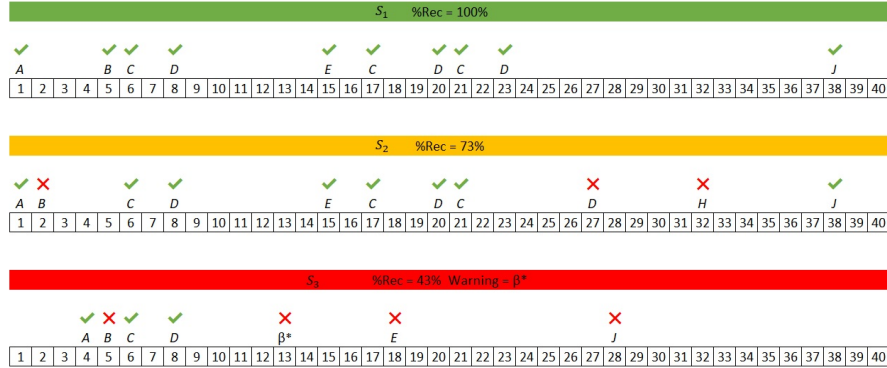 S₁ %Rec = 100%
A B C D E C D C D J
1 2 3 4 5 6 7 8 9 10 11 12 13 14 15 16 17 18 19 20 21 22 23 24 25 26 27 28 29 30 31 32 33 34 35 36 37 38 39 40
S₂ %Rec = 73%
A B C D E C D C D H J
1 2 3 4 5 6 7 8 9 10 11 12 13 14 15 16 17 18 19 20 21 22 23 24 25 26 27 28 29 30 31 32 33 34 35 36 37 38 39 40
S₃ %Rec = 43% Warning = β*
A B C D β* E J
1 2 3 4 5 6 7 8 9 10 11 12 13 14 15 16 17 18 19 20 21 22 23 24 25 26 27 28 29 30 31 32 33 34 35 36 37 38 39 40